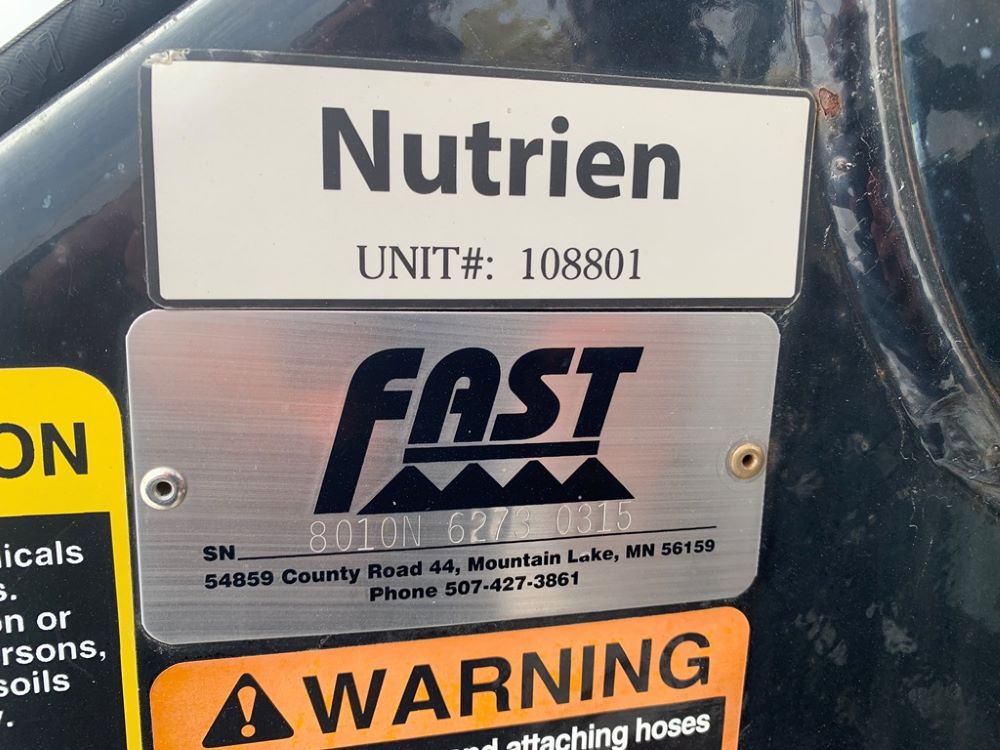 Nutrien
UNIT#: 108801
FAST
SN 8010N 6273 0315
54859 County Road 44, Mountain Lake, MN 56159
Phone 507-427-3861
ON
icals
s.
n or
rsons,
soils
WARNING
and attaching hoses